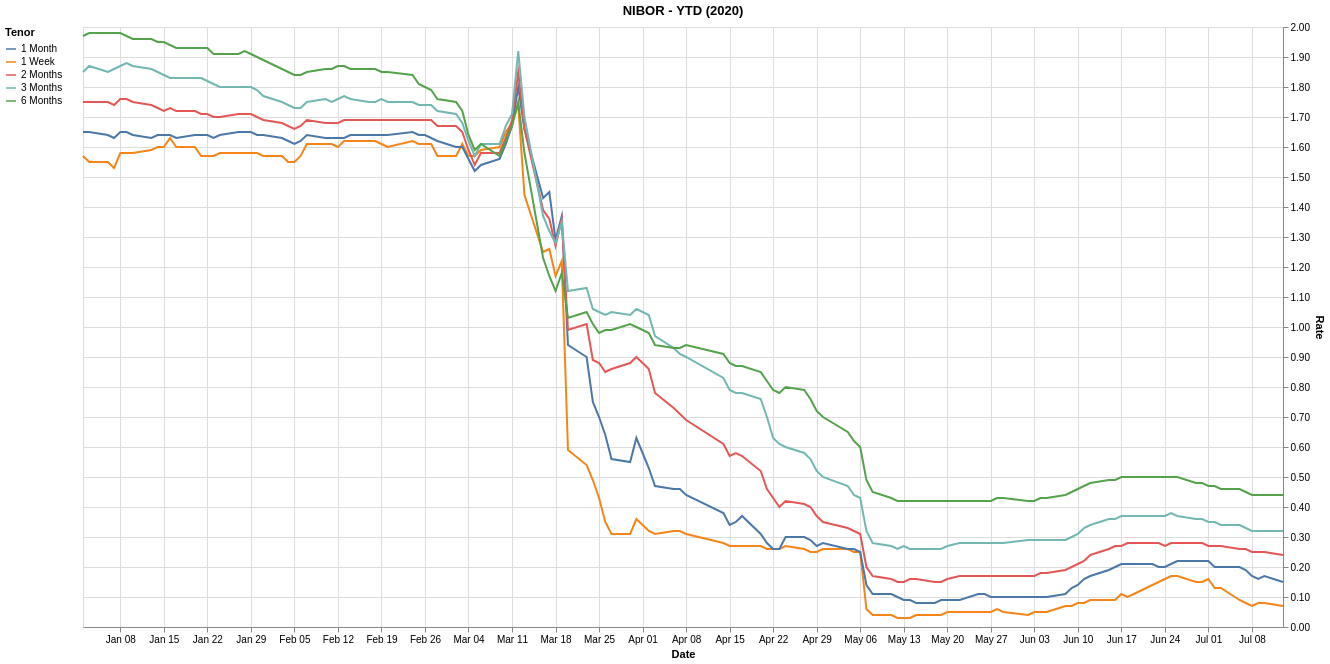 NIBOR - YTD (2020)
Tenor
1 Month
1 Week
2 Months
3 Months
6 Months
2.00
1.90
1.80
1.70
1.60
1.50
1.40
1.30
1.20
1.10
1.00
0.90
0.80
0.70
0.60
0.50
0.40
0.30
0.20
0.10
0.00
Rate
Jan 08 Jan 15 Jan 22 Jan 29 Feb 05 Feb 12 Feb 19 Feb 26 Mar 04 Mar 11 Mar 18 Mar 25 Apr 01 Apr 08 Apr 15 Apr 22 Apr 29 May 06 May 13 May 20 May 27 Jun 03 Jun 10 Jun 17 Jun 24 Jul 01 Jul 08
Date